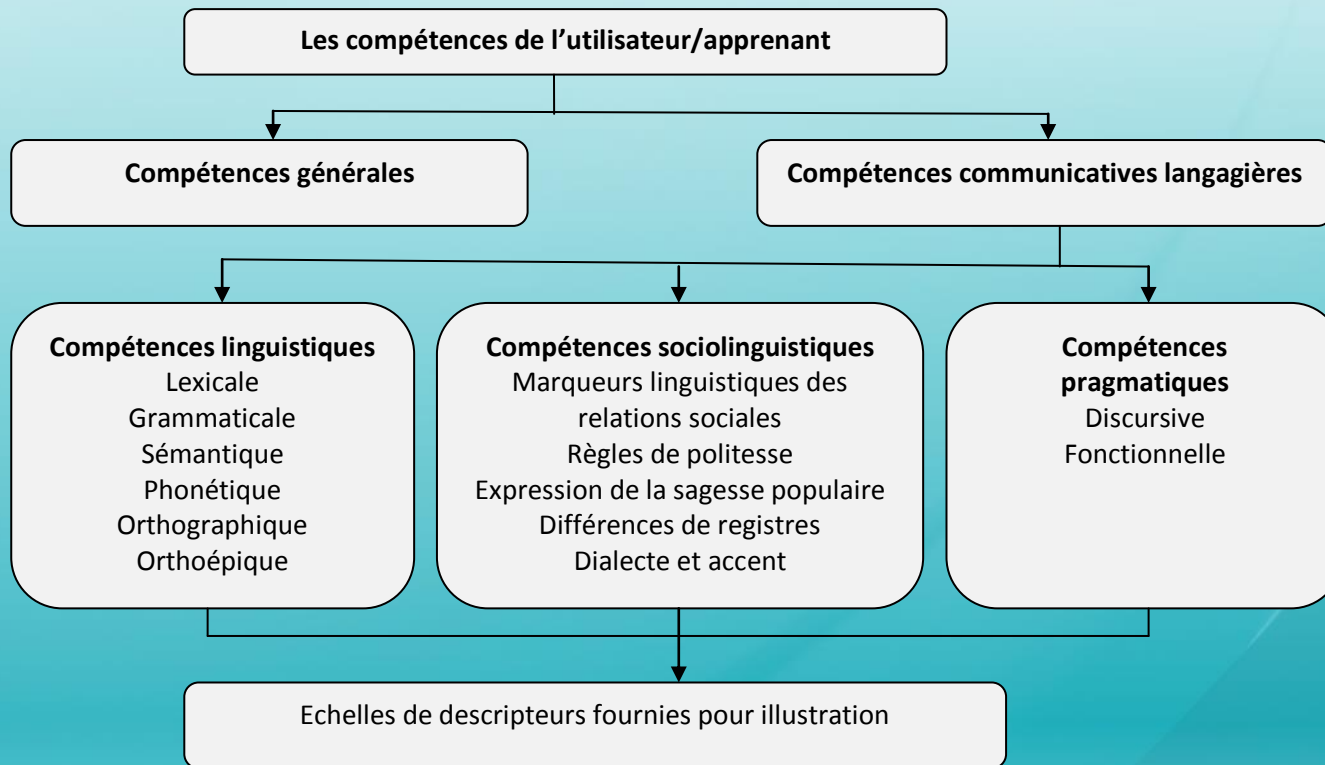 Les compétences de l'utilisateur/apprenant
Compétences générales
Compétences communicatives langagières
Compétences linguistiques
Lexicale
Grammaticale
Sémantique
Phonétique
Orthographique
Orthoépique
Compétences sociolinguistiques
Marqueurs linguistiques des
relations sociales
Règles de politesse
Expression de la sagesse populaire
Différences de registres
Dialecte et accent
Compétences
pragmatiques
Discursive
Fonctionnelle
Echelles de descripteurs fournies pour illustration